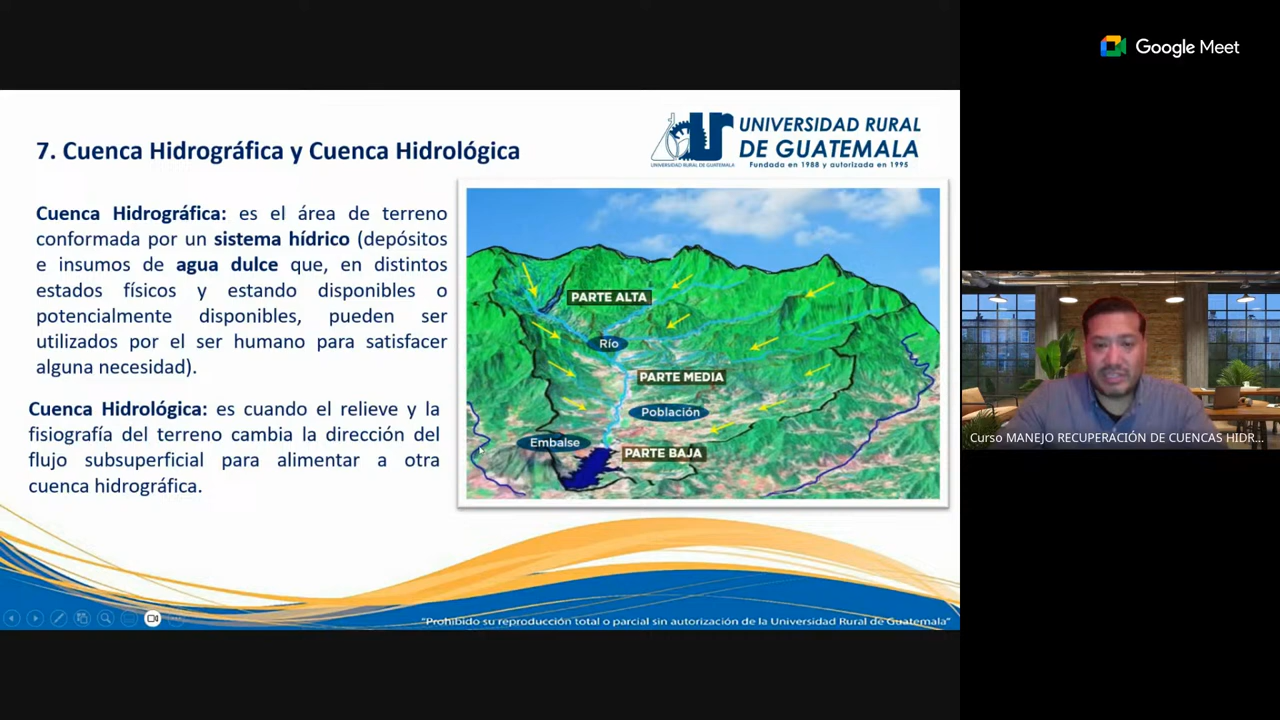 Google Meet
7. Cuenca Hidrográfica y Cuenca Hidrológica
UNIVERSIDAD RURAL
DE GUATEMALA
Fundada en 1988 y autorizada en 1995
UNIVERSIDAD RURAL DE GUATEMALA
Cuenca Hidrográfica: es el área de terreno
conformada por un sistema hídrico (depósitos
e insumos de agua dulce que, en distintos
estados físicos y estando disponibles o
potencialmente disponibles, pueden ser
utilizados por el ser humano para satisfacer
alguna necesidad).
Cuenca Hidrológica: es cuando el relieve y la
fisiografía del terreno cambia la dirección del
flujo subsuperficial para alimentar a otra
cuenca hidrográfica.
PARTE ALTA
Río
PARTE MEDIA
Población
Embalse
PARTE BAJA
Curso MANEJO RECUPERACIÓN DE CUENCAS HIDR...
"Prohibido su reproducción total o parcial sin autorización de la Universidad Rural de Guatemala"